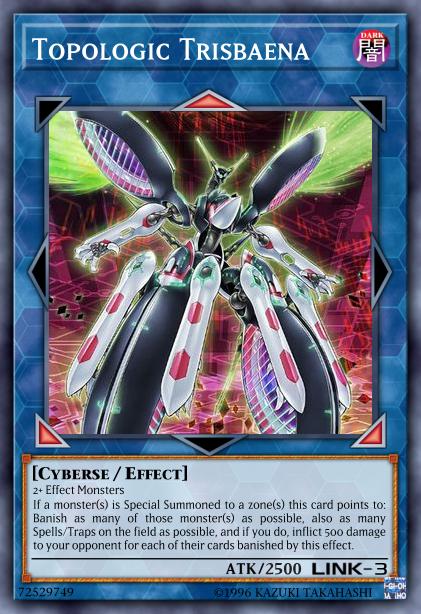 Topologic Trisbaena
DARK
闇
[Cyberse / Effect]
2+ Effect Monsters
If a monster(s) is Special Summoned to a zone(s) this card points to:
Banish as many of those monster(s) as possible, also as many
Spells/Traps on the field as possible, and if you do, inflict 500 damage
to your opponent for each of their cards banished by this effect.
ATK/2500 LINK-3
72529749 ©1996 KAZUKI TAKAHASHI